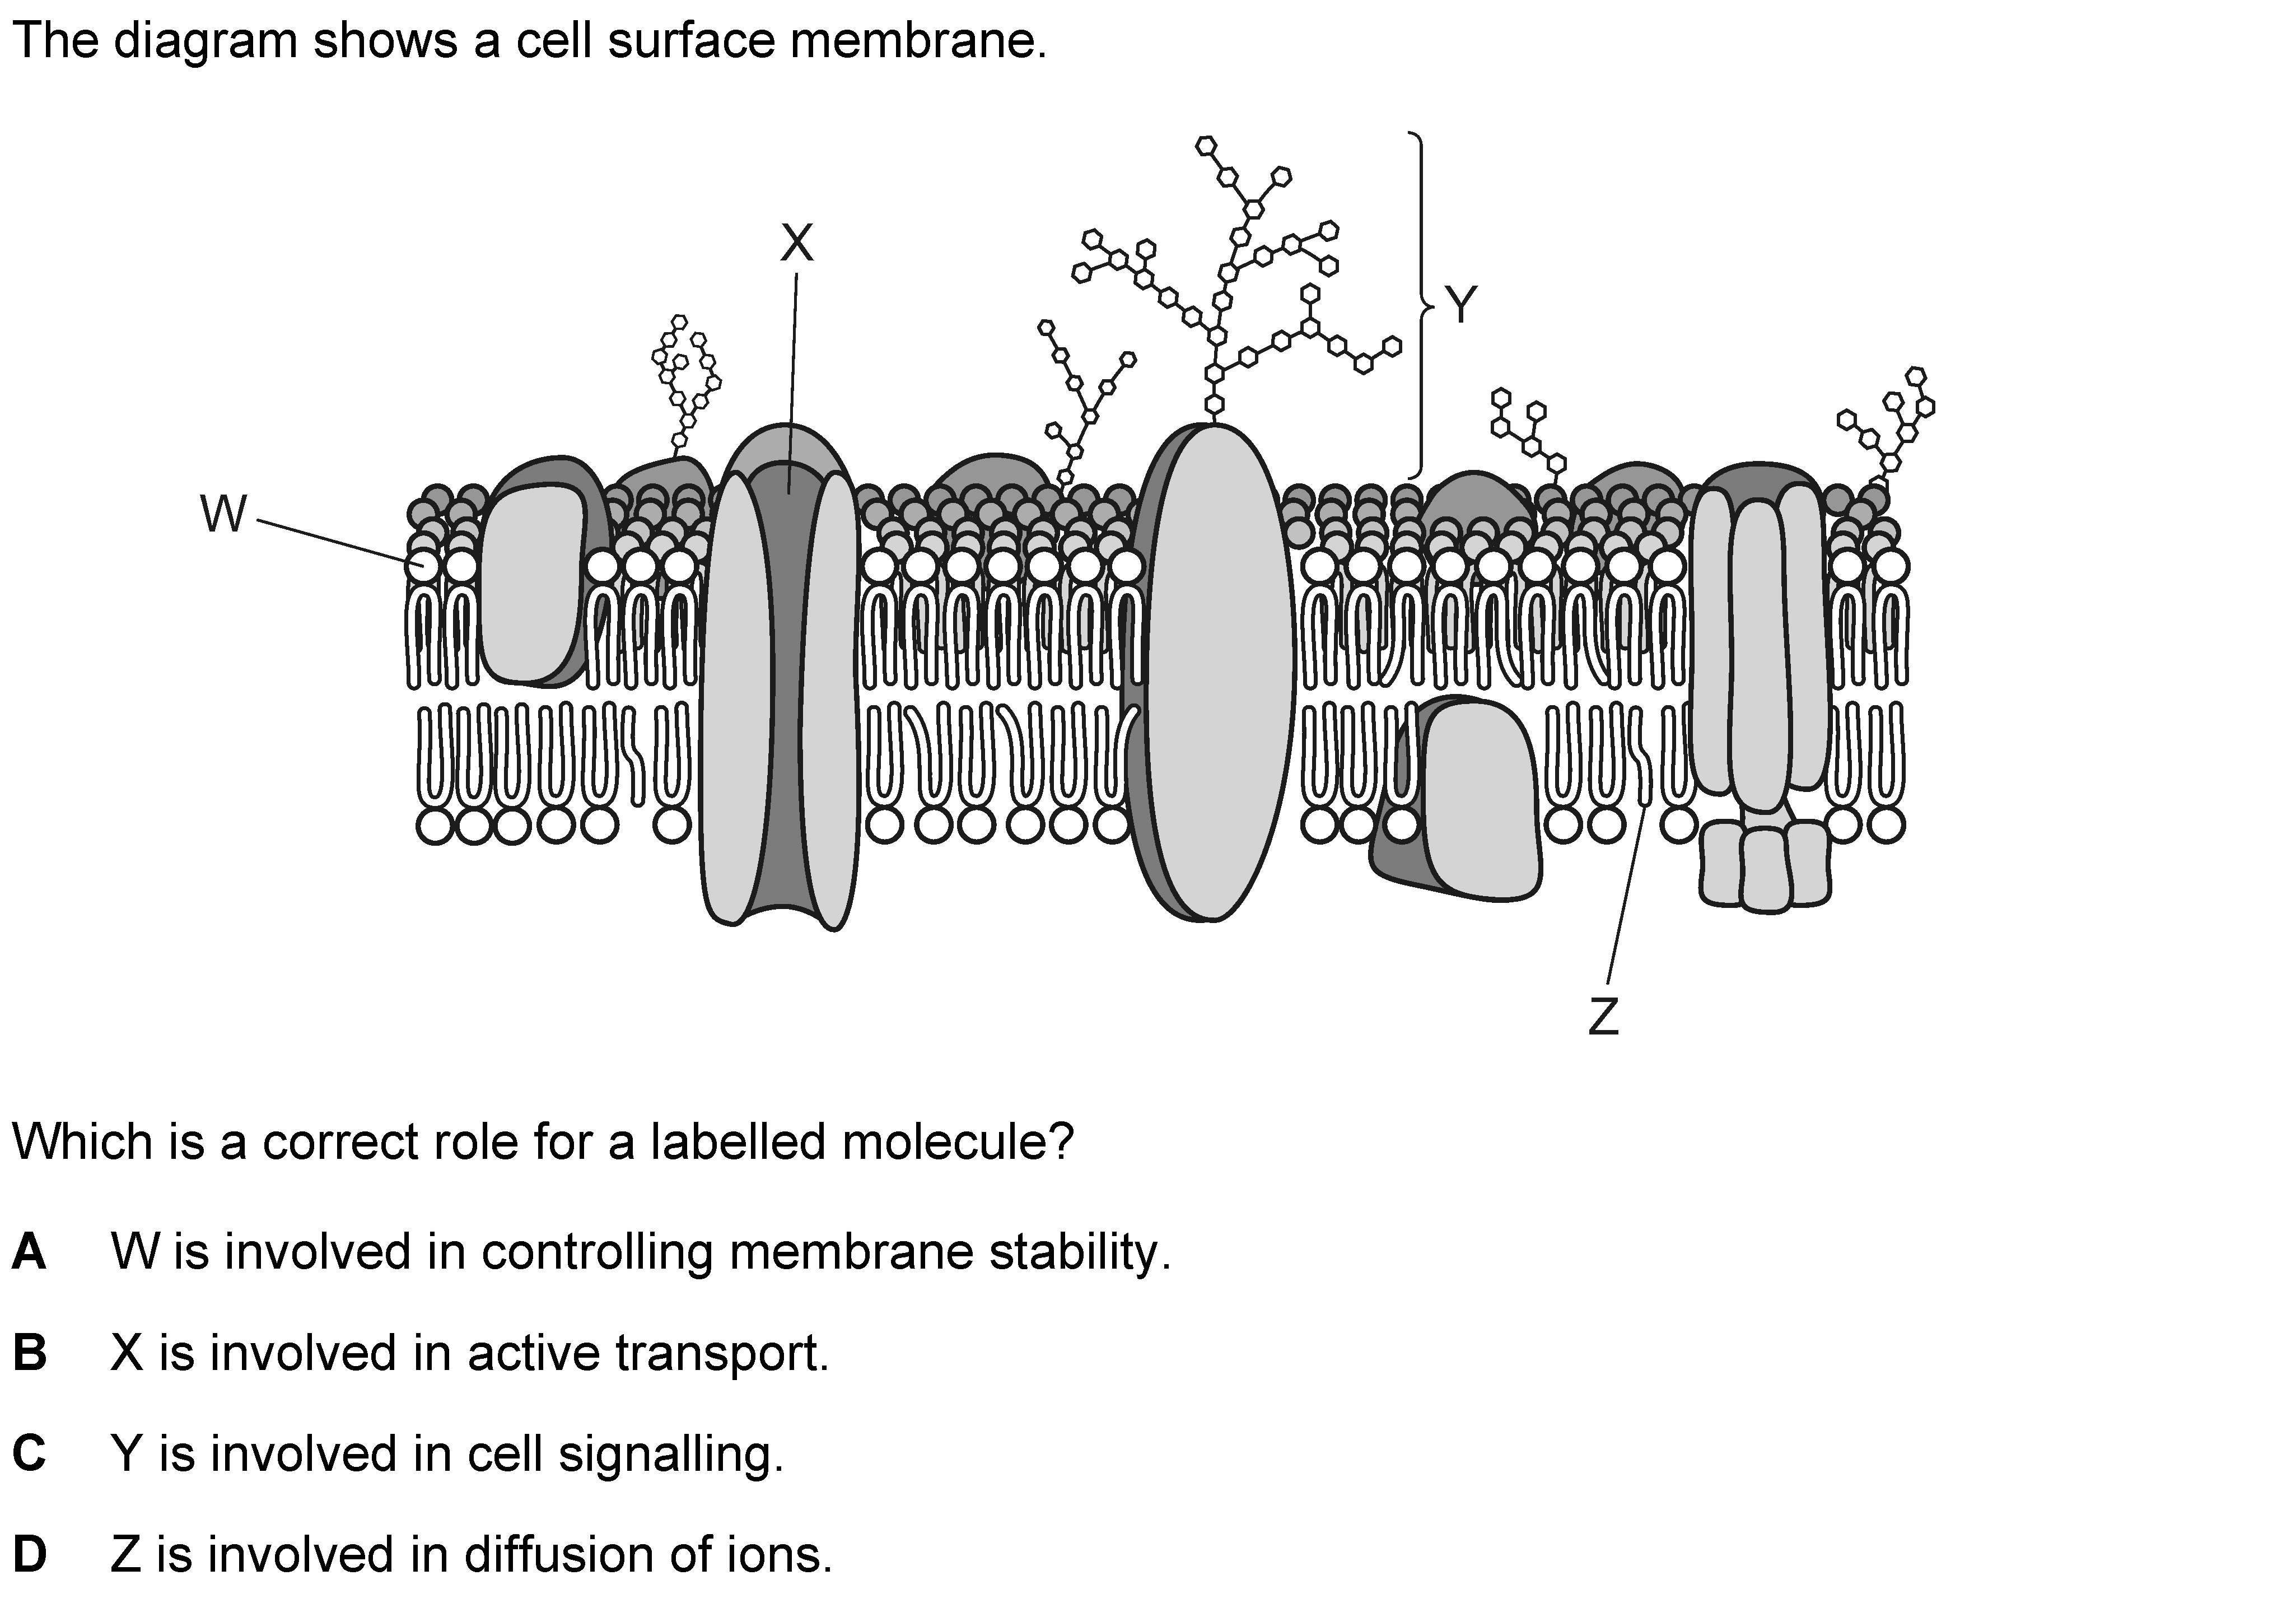 The diagram shows a cell surface membrane.
X
Y
W
Z
Which is a correct role for a labelled molecule?
A W is involved in controlling membrane stability.
B X is involved in active transport.
C Y is involved in cell signalling.
D Z is involved in diffusion of ions.